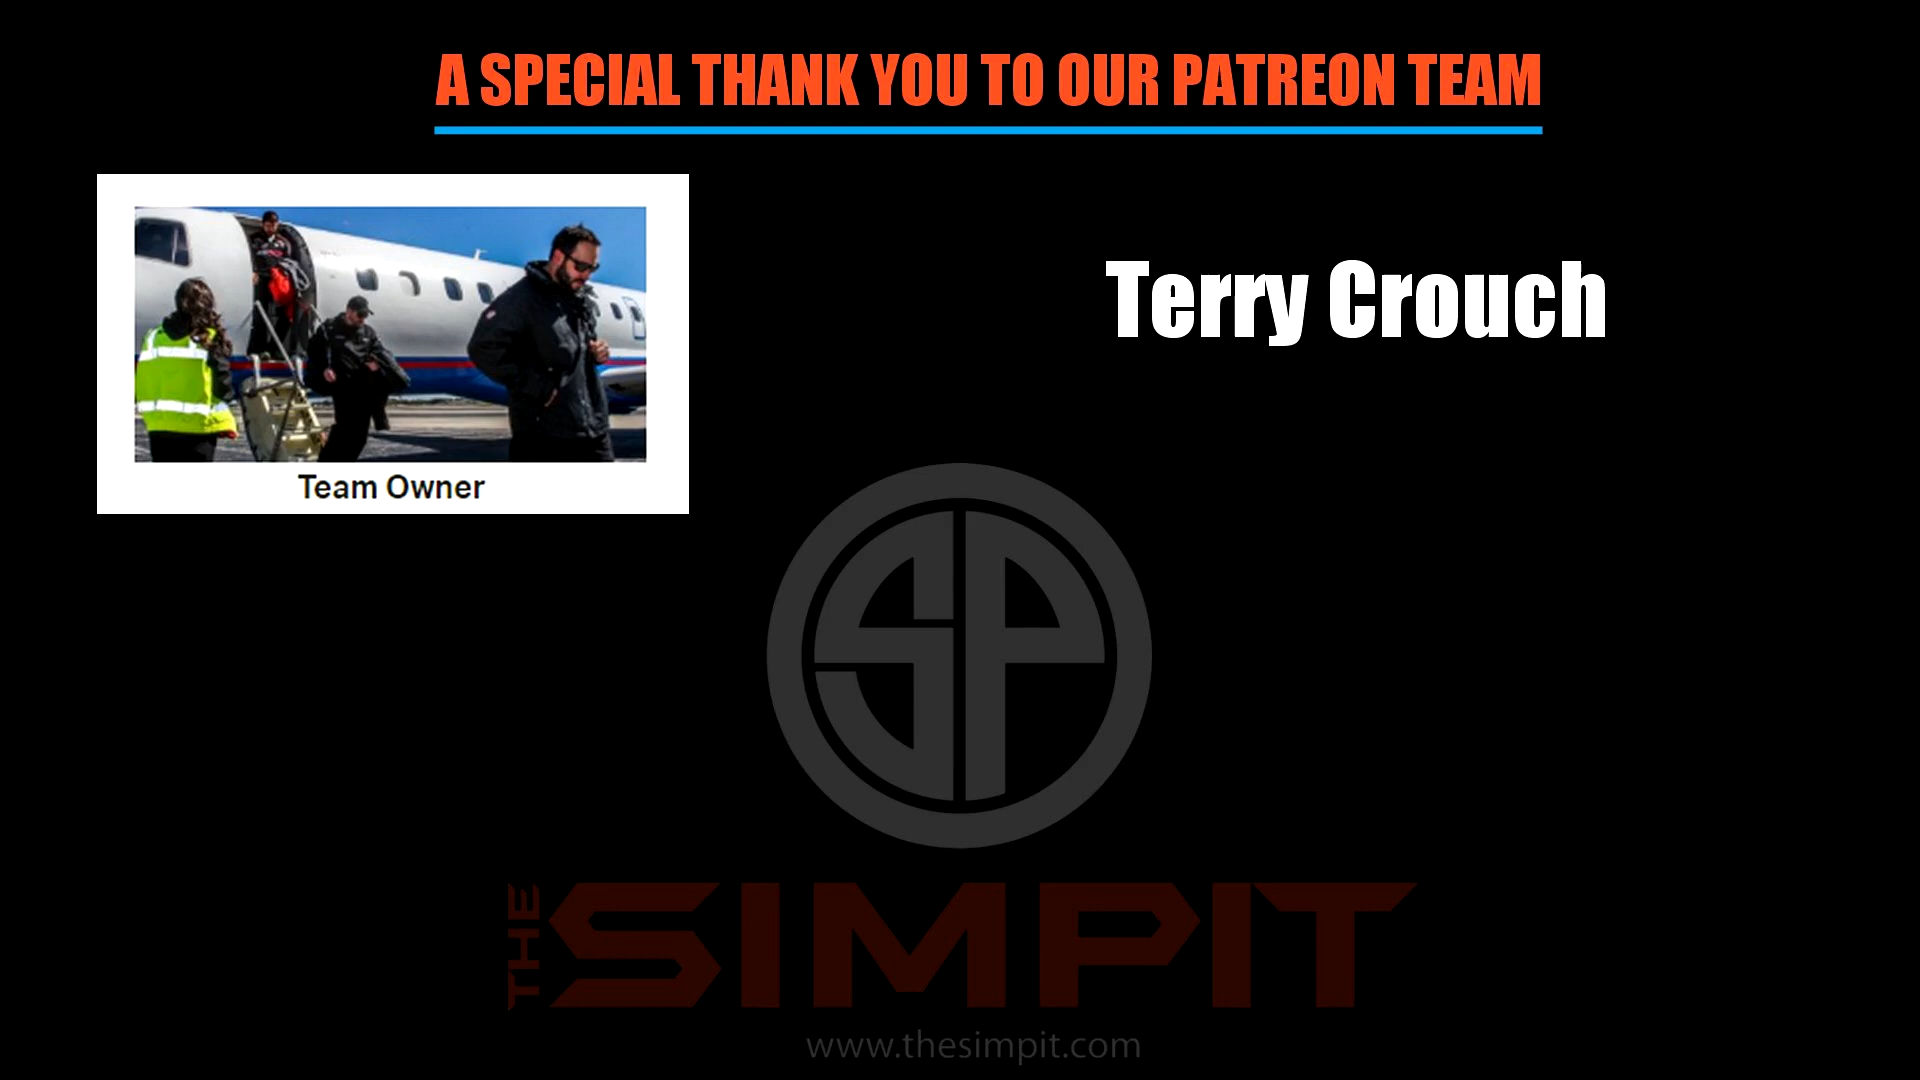 A SPECIAL THANK YOU TO OUR PATREON TEAM
Terry Crouch
Team Owner
SP
THE SIMPIT
www.thesimpit.com